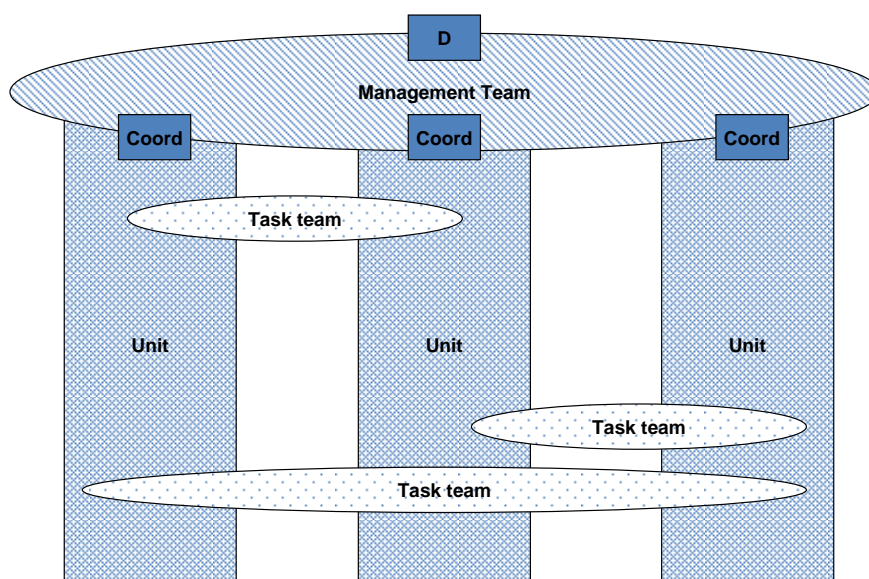 D
Management Team
Coord
Coord
Coord
Task team
Unit
Unit
Unit
Task team
Task team